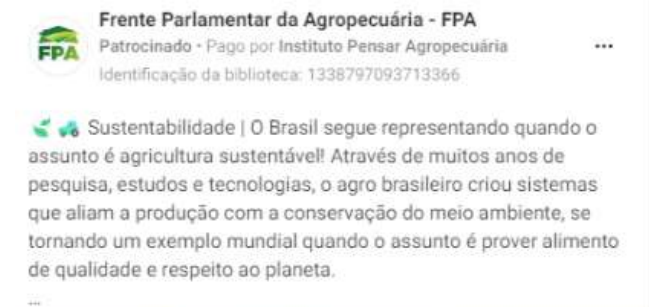 Frente Parlamentar da Agropecuária - FPA
Patrocinado · Pago por Instituto Pensar Agropecuária
...
Identificação da biblioteca: 1338797093713366
FPA
Sustentabilidade | O Brasil segue representando quando o
assunto é agricultura sustentável! Através de muitos anos de
pesquisa, estudos e tecnologias, o agro brasileiro criou sistemas
que aliam a produção com a conservação do meio ambiente, se
tornando um exemplo mundial quando o assunto é prover alimento
de qualidade e respeito ao planeta.
...